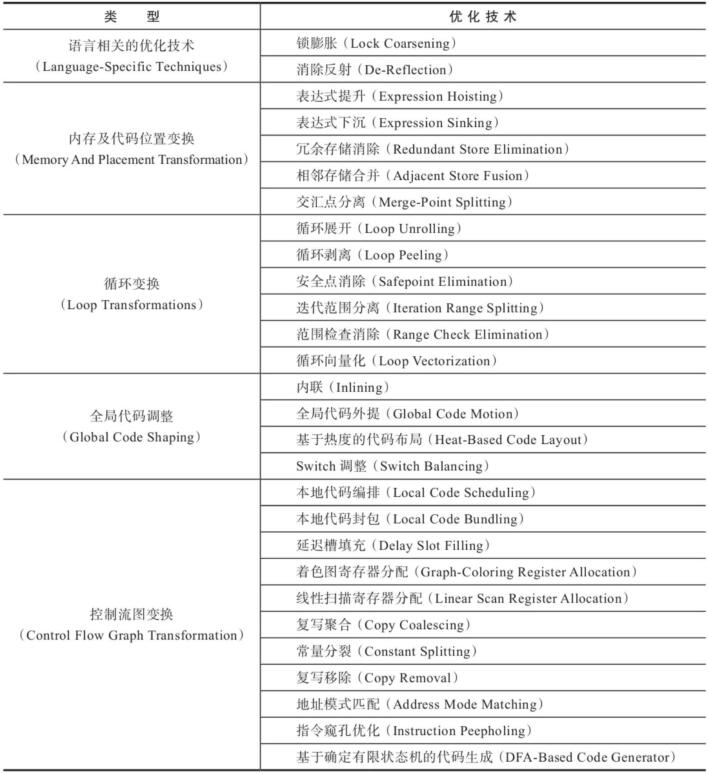 类 型 优化技术
语言相关的优化技术
（Language-Specific Techniques）
锁膨胀（Lock Coarsening）
消除反射（De-Reflection）
内存及代码位置变换
（Memory And Placement Transformation）
表达式提升（Expression Hoisting）
表达式下沉（Expression Sinking）
冗余存储消除（Redundant Store Elimination）
相邻存储合并（Adjacent Store Fusion）
交汇点分离（Merge-Point Splitting）
循环变换
（Loop Transformations）
循环展开（Loop Unrolling）
循环剥离（Loop Peeling）
安全点消除（Safepoint Elimination）
迭代范围分离（Iteration Range Splitting）
范围检查消除（Range Check Elimination）
循环向量化（Loop Vectorization）
全局代码调整
（Global Code Shaping）
内联（Inlining）
全局代码外提（Global Code Motion）
基于热度的代码布局（Heat-Based Code Layout）
Switch 调整（Switch Balancing）
控制流图变换
（Control Flow Graph Transformation）
本地代码编排（Local Code Scheduling）
本地代码封包（Local Code Bundling）
延迟槽填充（Delay Slot Filling）
着色图寄存器分配（Graph-Coloring Register Allocation）
线性扫描寄存器分配（Linear Scan Register Allocation）
复写聚合（Copy Coalescing）
常量分裂（Constant Splitting）
复写移除（Copy Removal）
地址模式匹配（Address Mode Matching）
指令窥孔优化（Instruction Peepholing）
基于确定有限状态机的代码生成（DFA-Based Code Generator）